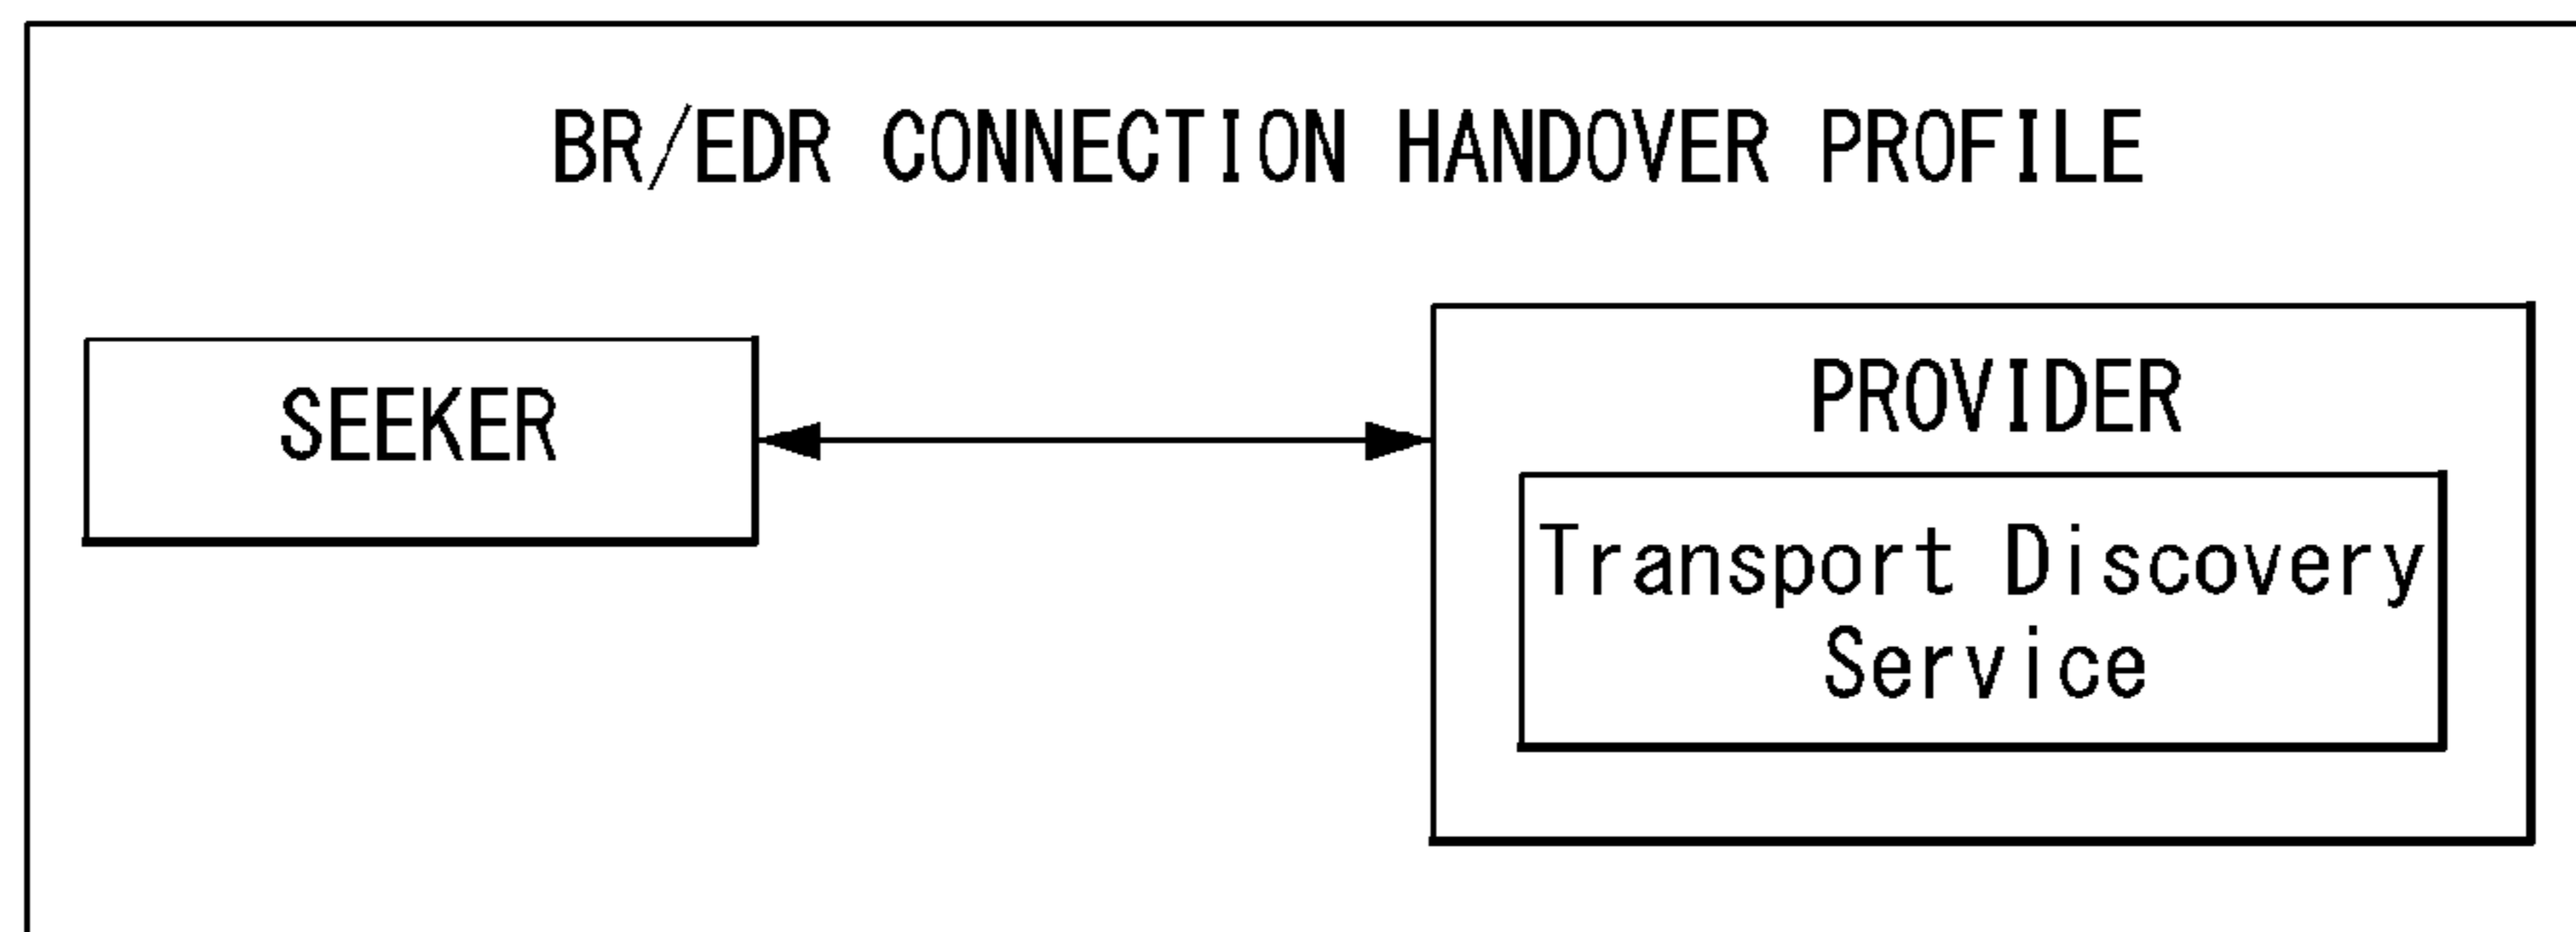 BR/EDR CONNECTION HANDOVER PROFILE
SEEKER
PROVIDER
Transport Discovery
Service